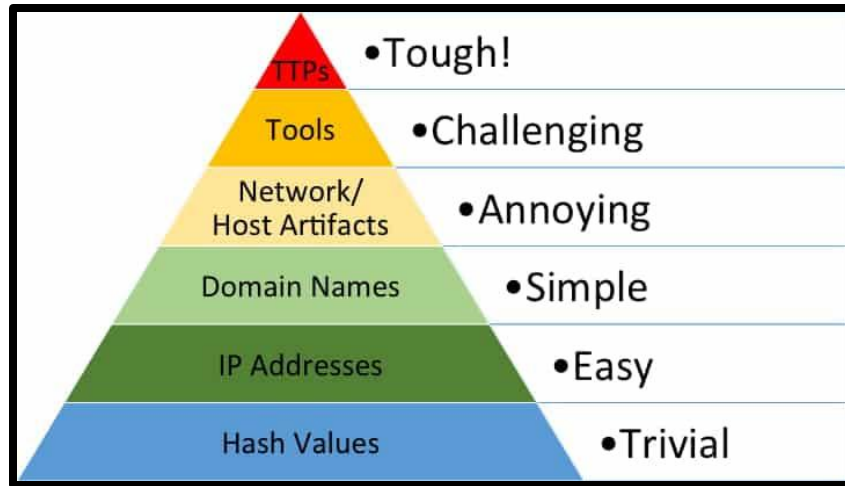 TTPs
•Tough!
Tools
•Challenging
Network/
Host Artifacts
•Annoying
Domain Names
•Simple
IP Addresses
•Easy
Hash Values
•Trivial